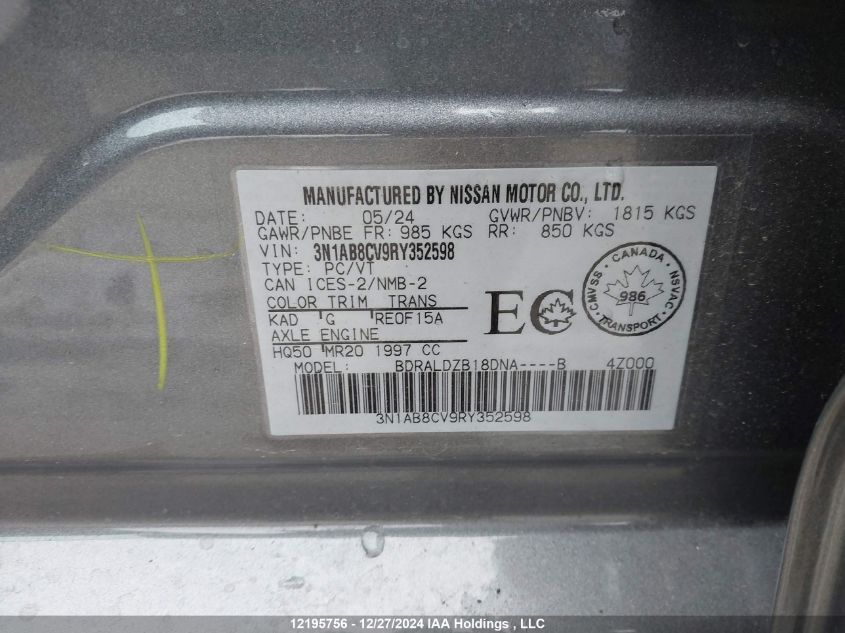 MANUFACTURED BY NISSAN MOTOR CO., LTD.
DATE: 05/24 GVWR/PNBV: 1815 KGS
GAWR/PNBE FR: 985 KGS RR: 850 KGS
VIN: 3N1AB8CV9RY352598
TYPE: PC/VT
CAN ICES-2/NMB-2
COLOR TRIM TRANS
KAD G RE0F15A
AXLE ENGINE
HQ50 MR20 1997 CC
MODEL: BDRALDZB18DNA----B 4Z000
3N1AB8CV9RY352598
EC
CANADA
CMVSS 986 NSVAC
TRANSPORT
12195756 - 12/27/2024 IAA Holdings , LLC